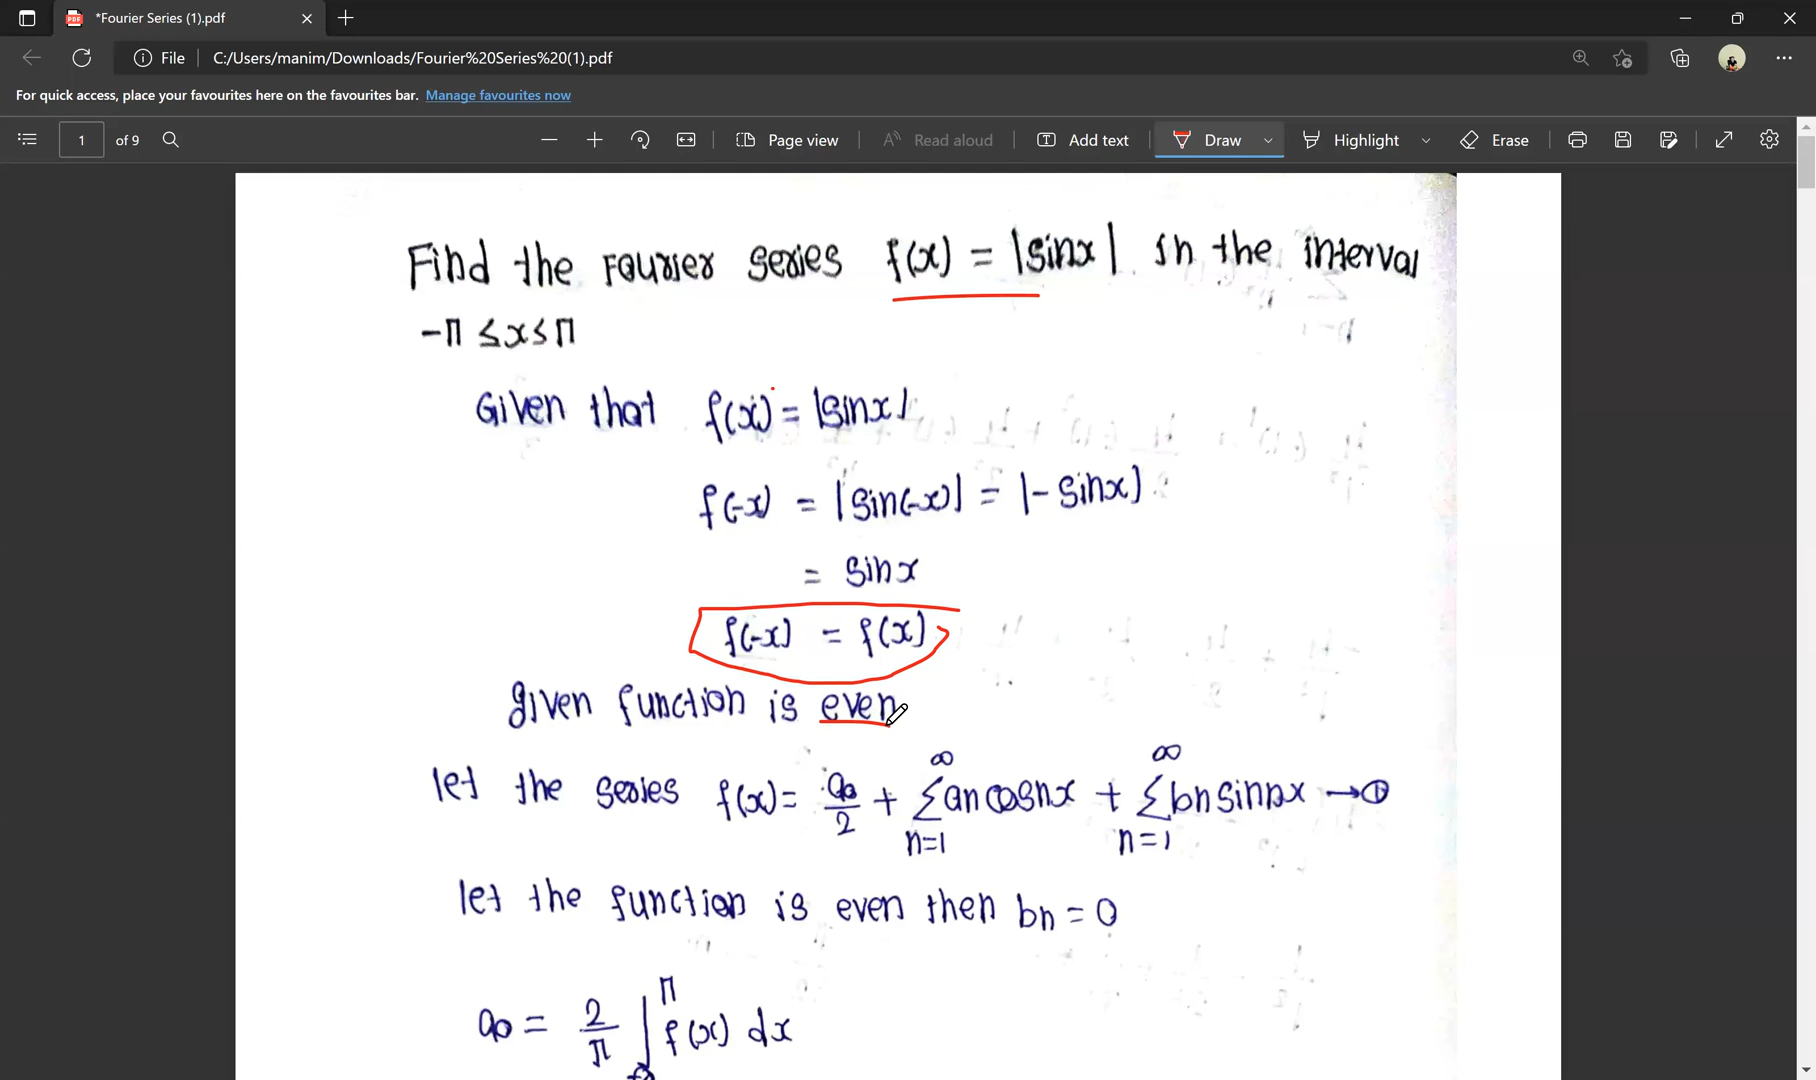 *Fourier Series (1).pdf
File C:/Users/manim/Downloads/Fourier%20Series%20(1).pdf
For quick access, place your favourites here on the favourites bar. Manage favourites now
1 of 9 Page view Read aloud Add text Draw Highlight Erase
Find the Fourier series f(x) = |sinx| in the interval
-π ≤ x ≤ π
Given that f(x) = |sinx|
f(-x) = |sin(-x)| = |-sinx|
= sinx
f(-x) = f(x)
given function is even
let the series f(x) = a0/2 + ∞∑n=1 an cosnx + ∞∑n=1 bn sinnx → ①
let the function is even then bn = 0
a0 = 2/π ∫ π f(x) dx